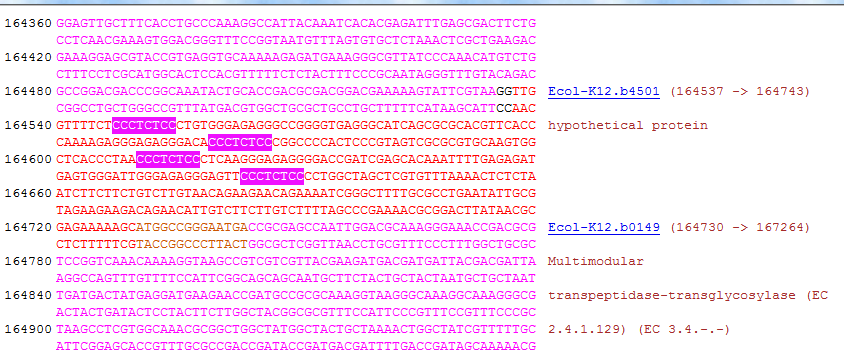 164360 GGAGTTGCTTTCACCTGCCCAAAGGCCATTACAAATCACACGAGATTTGAGCGACTTCTG
CCTCAACGAAAGTGGACGGGTTTCCGGTAATGTTTAGTGTGCTCTAAACTCGCTGAAGAC
164420 GAAAGGAGCGTACCGTGAGGTGCAAAAAGAGATGAAAGGGCGTTATCCCAAACATGTCTG
CTTTCCTCGCATGGCACTCCACGTTTTTCTCTACTTTCCCGCAATAGGGTTTGTACAGAC
164480 GCCGGACGACCCGGCAAATACTGCACCGACGCGACGGACGAAAAAGTATTCGTAAGGTTG Ecol-K12.b4501 (164537 -> 164743)
CGGCCTGCTGGGCCGTTTATGACGTGGCTGCGCTGCCTGCTTTTTCATAAGCATTCCAAC
164540 GTTTTCTCCCTCTCCCTGTGGGAGAGGGCCGGGGTGAGGGCATCAGCGCGCACGTTCACC hypothetical protein
CAAAAGAGGGAGAGGGACACCCTCTCCCGGCCCCACTCCCGTAGTCGCGCGTGCAAGTGG
164600 CTCACCCTAACCCTCTCCCTCAAGGGAGAGGGGACCGATCGAGCACAAATTTTGAGAGAT
GAGTGGGATTGGGAGAGGGAGTTCCCTCTCCCCTGGCTAGCTCGTGTTTAAAACTCTCTA
164660 ATCTTCTTCTGTCTTGTAACAGAAGAACAGAAAATCGGGCTTTTGCGCCTGAATATTGCG
TAGAAGAAGACAGAACATTGTCTTCTTGTCTTTTAGCCCGAAAACGCGGACTTATAACGC
164720 GAGAAAAAGCATGGCCGGGAATGACCGCGAGCCAATTGGACGCAAAGGGAAACCGACGCG Ecol-K12.b0149 (164730 -> 167264)
CTCTTTTTCGTACCGGCCCTTACTGGCGCTCGGTTAACCTGCGTTTCCCTTTGGCTGCGC
164780 TCCGGTCAAACAAAAGGTAAGCCGTCGTCGTTACGAAGATGACGATGATTACGACGATTA Multimodular
AGGCCAGTTTGTTTTCCATTCGGCAGCAGCAATGCTTCTACTGCTACTAATGCTGCTAAT
164840 TGATGACTATGAGGATGAAGAACCGATGCCGCGCAAAGGTAAGGGCAAAGGCAAAGGGCG transpeptidase-transglycosylase (EC
ACTACTGATACTCCTACTTCTTGGCTACGGCGCGTTTCCATTCCCGTTTCCGTTTCCCGC
164900 TAAGCCTCGTGGCAAACGCGGCTGGCTATGGCTACTGCTAAAACTGGCTATCGTTTTTGC 2.4.1.129) (EC 3.4.-.-)
ATTCGGAGCACCGTTTGCGCCGACCGATACCGATGACGATTTTGACCGATAGCAAAAACG